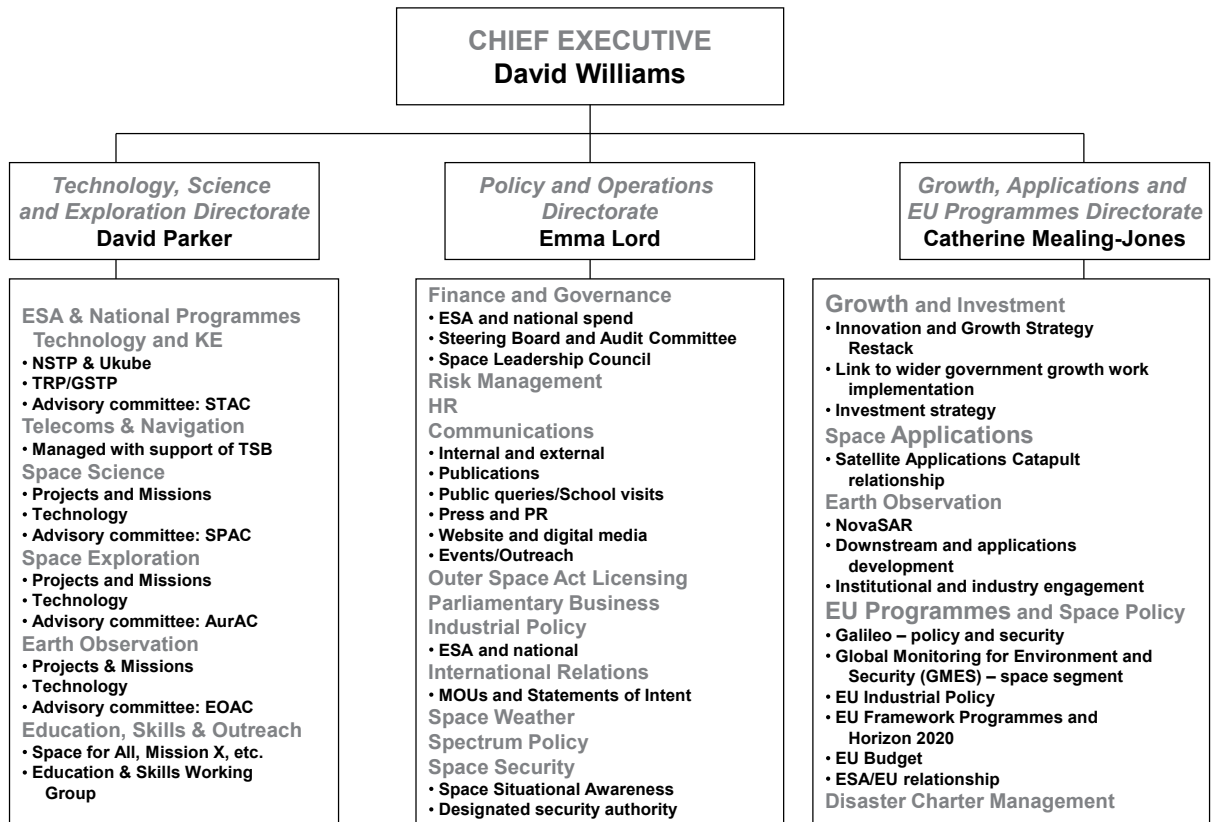 CHIEF EXECUTIVE
David Williams
Technology, Science
and Exploration Directorate
David Parker
Policy and Operations
Directorate
Emma Lord
Growth, Applications and
EU Programmes Directorate
Catherine Mealing-Jones
ESA & National Programmes
Technology and KE
• NSTP & Ukube
• TRP/GSTP
• Advisory committee: STAC
Telecoms & Navigation
• Managed with support of TSB
Space Science
• Projects and Missions
• Technology
• Advisory committee: SPAC
Space Exploration
• Projects and Missions
• Technology
• Advisory committee: AurAC
Earth Observation
• Projects & Missions
• Technology
• Advisory committee: EOAC
Education, Skills & Outreach
• Space for All, Mission X, etc.
• Education & Skills Working
Group
Finance and Governance
• ESA and national spend
• Steering Board and Audit Committee
• Space Leadership Council
Risk Management
HR
Communications
• Internal and external
• Publications
• Public queries/School visits
• Press and PR
• Website and digital media
• Events/Outreach
Outer Space Act Licensing
Parliamentary Business
Industrial Policy
• ESA and national
International Relations
• MOUs and Statements of Intent
Space Weather
Spectrum Policy
Space Security
• Space Situational Awareness
• Designated security authority
Growth and Investment
• Innovation and Growth Strategy
Restack
• Link to wider government growth work
implementation
• Investment strategy
Space Applications
• Satellite Applications Catapult
relationship
Earth Observation
• NovaSAR
• Downstream and applications
development
• Institutional and industry engagement
EU Programmes and Space Policy
• Galileo – policy and security
• Global Monitoring for Environment and
Security (GMES) – space segment
• EU Industrial Policy
• EU Framework Programmes and
Horizon 2020
• EU Budget
• ESA/EU relationship
Disaster Charter Management